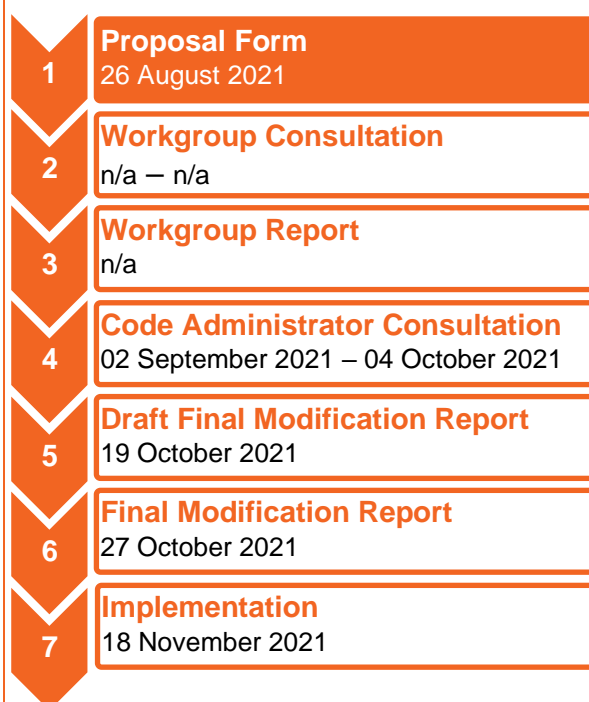 1
Proposal Form
26 August 2021
2
Workgroup Consultation
n/a – n/a
3
Workgroup Report
n/a
4
Code Administrator Consultation
02 September 2021 – 04 October 2021
5
Draft Final Modification Report
19 October 2021
6
Final Modification Report
27 October 2021
7
Implementation
18 November 2021